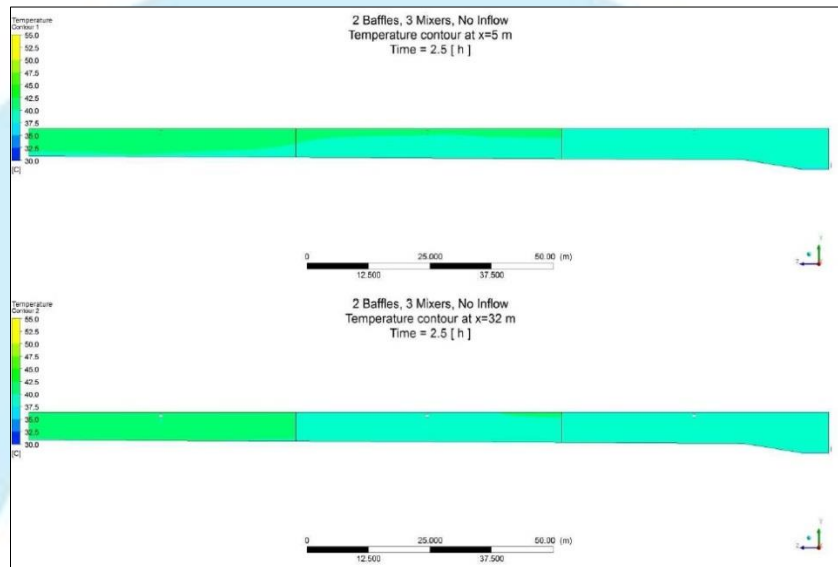 2 Baffles, 3 Mixers, No Inflow
Temperature contour at x=5 m
Time = 2.5 [ h ]
Temperature
Contour 1
55.0
52.5
50.0
47.5
45.0
42.5
40.0
37.5
35.0
32.5
30.0
[C]
0 25.000 50.00 (m)
12.500 37.500
Y
Z
2 Baffles, 3 Mixers, No Inflow
Temperature contour at x=32 m
Time = 2.5 [ h ]
Temperature
Contour 2
55.0
52.5
50.0
47.5
45.0
42.5
40.0
37.5
35.0
32.5
30.0
[C]
0 25.000 50.00 (m)
12.500 37.500
Y
Z